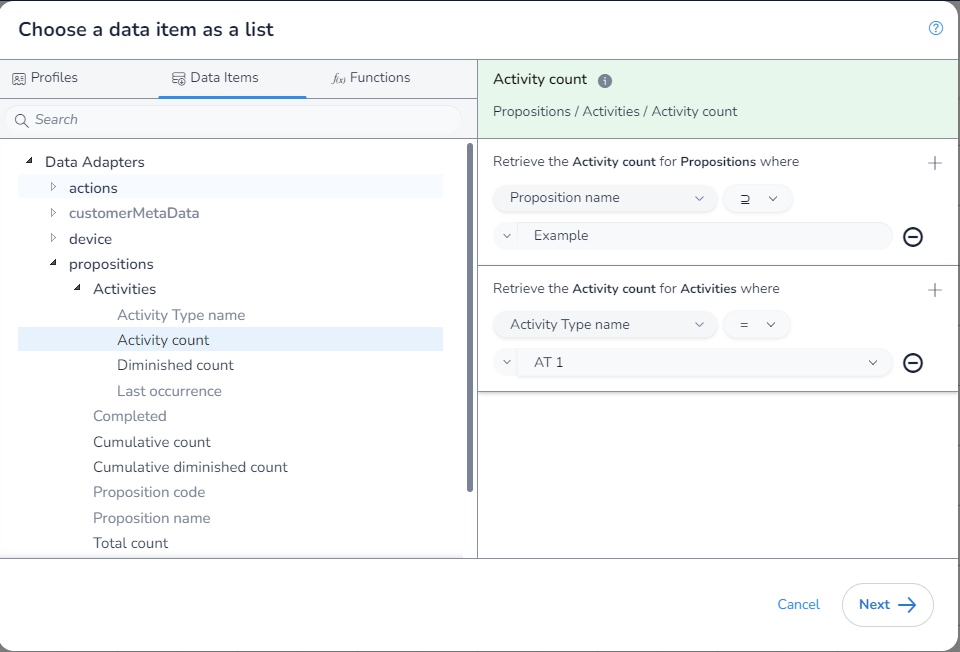 Choose a data item as a list
?
Profiles
Data Items
f(x) Functions
Search
Data Adapters
actions
customerMetaData
device
propositions
Activities
Activity Type name
Activity count
Diminished count
Last occurrence
Completed
Cumulative count
Cumulative diminished count
Proposition code
Proposition name
Total count
Activity count i
Propositions / Activities / Activity count
Retrieve the Activity count for Propositions where
Proposition name ⊇
Example
Retrieve the Activity count for Activities where
Activity Type name =
AT 1
Cancel
Next